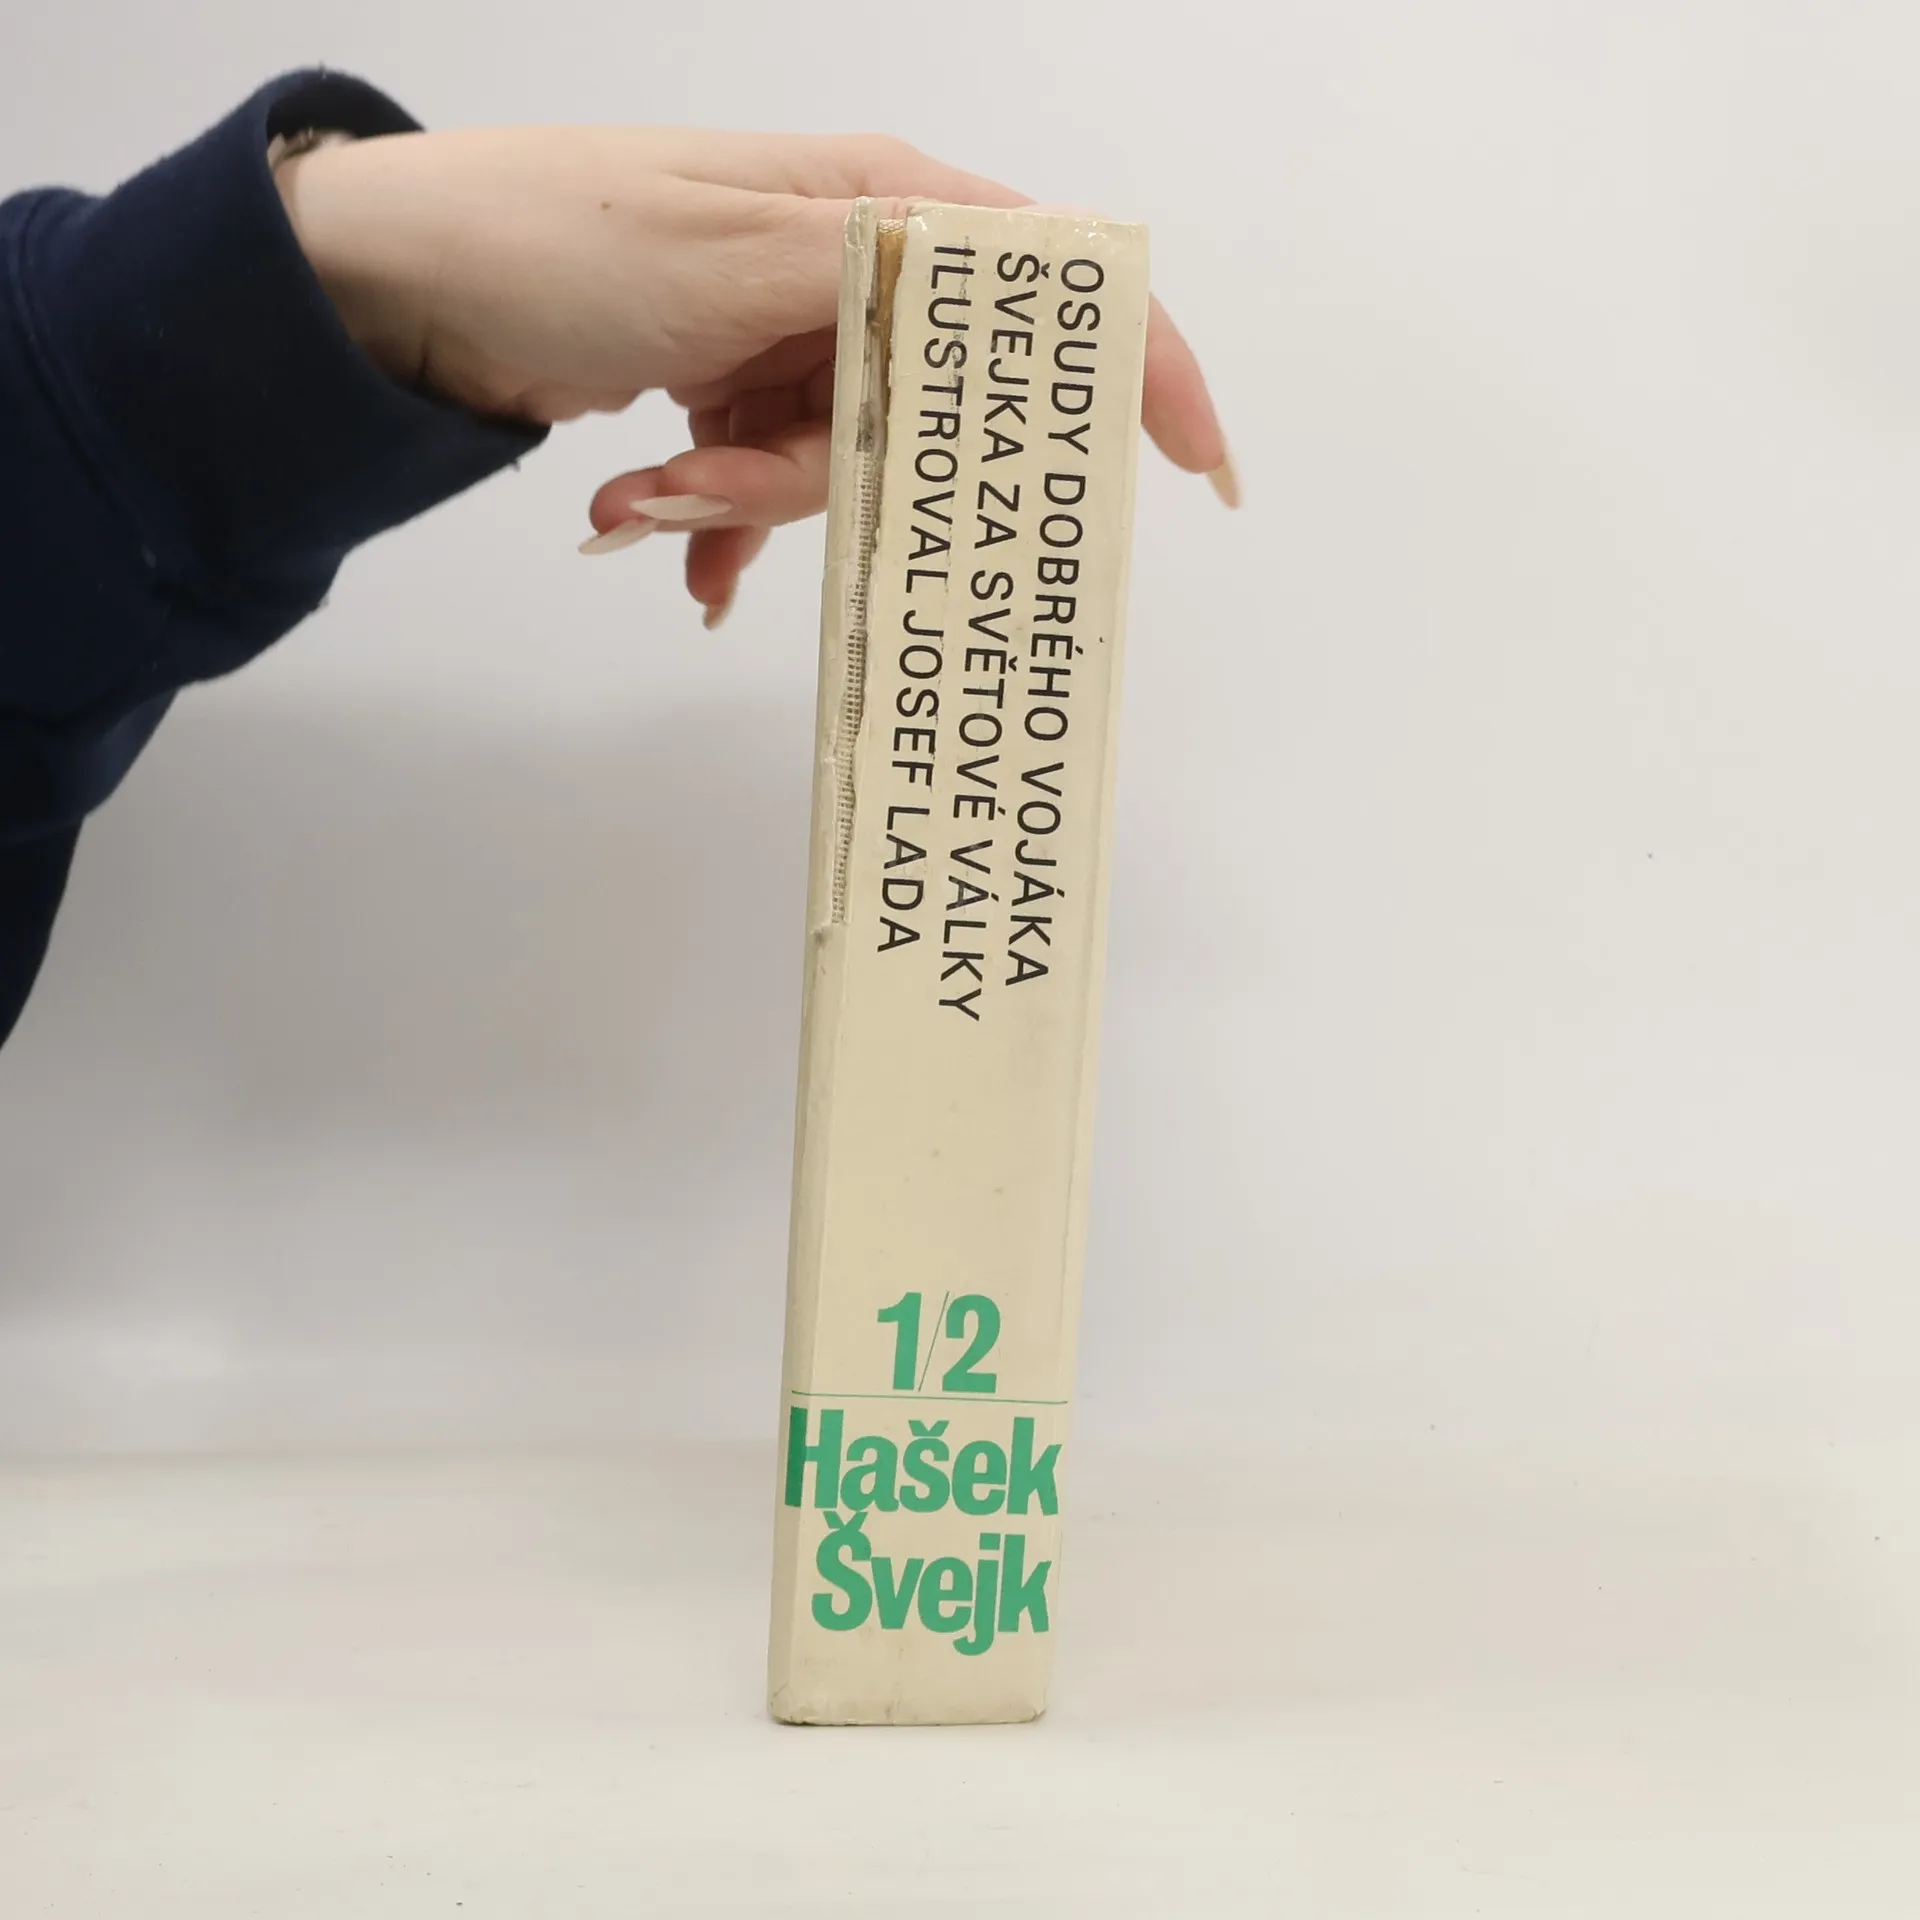 OSUDY DOBRÉHO VOJÁKA
ŠVEJKA ZA SVĚTOVÉ VÁLKY
ILUSTROVAL JOSEF LADA
1/2
Hašek
Švejk